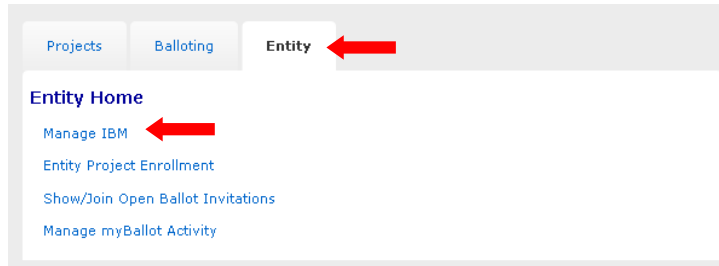 Projects Balloting Entity
Entity Home
Manage IBM
Entity Project Enrollment
Show/Join Open Ballot Invitations
Manage myBallot Activity